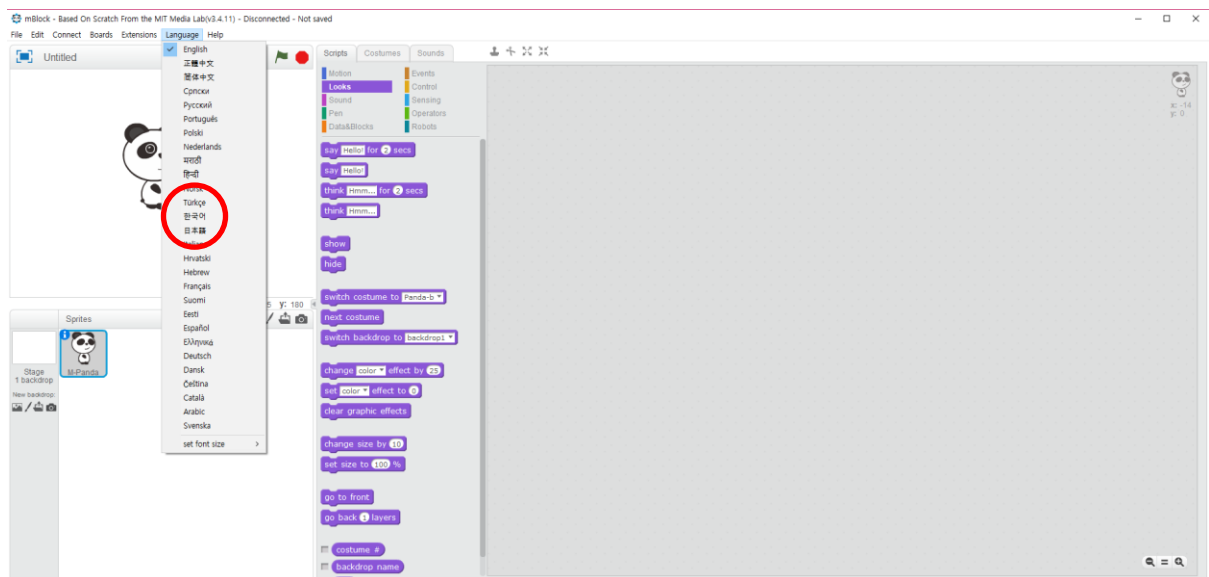 mBlock - Based On Scratch From the MIT Media Lab(v3.4.11) - Disconnected - Not saved
File Edit Connect Boards Extensions Language Help
Untitled
English
正體中文
简体中文
Српски
Русский
Português
Polski
Nederlands
मराठी
हिन्दी
Norsk
Türkçe
한국어
日本語
Italiano
Hrvatski
Hebrew
Français
Suomi
Eesti
Español
Ελληνικά
Deutsch
Dansk
Čeština
Català
Arabic
Svenska
set font size
y: 180
Sprites
Stage
1 backdrop
New backdrop:
M-Panda
Scripts Costumes Sounds
Motion Events
Looks Control
Sound Sensing
Pen Operators
Data&Blocks Robots
say Hello! for 2 secs
say Hello!
think Hmm... for 2 secs
think Hmm...
show
hide
switch costume to Panda-b
next costume
switch backdrop to backdrop1
change color effect by 25
set color effect to 0
clear graphic effects
change size by 10
set size to 100 %
go to front
go back 1 layers
costume #
backdrop name
x: -14
y: 0